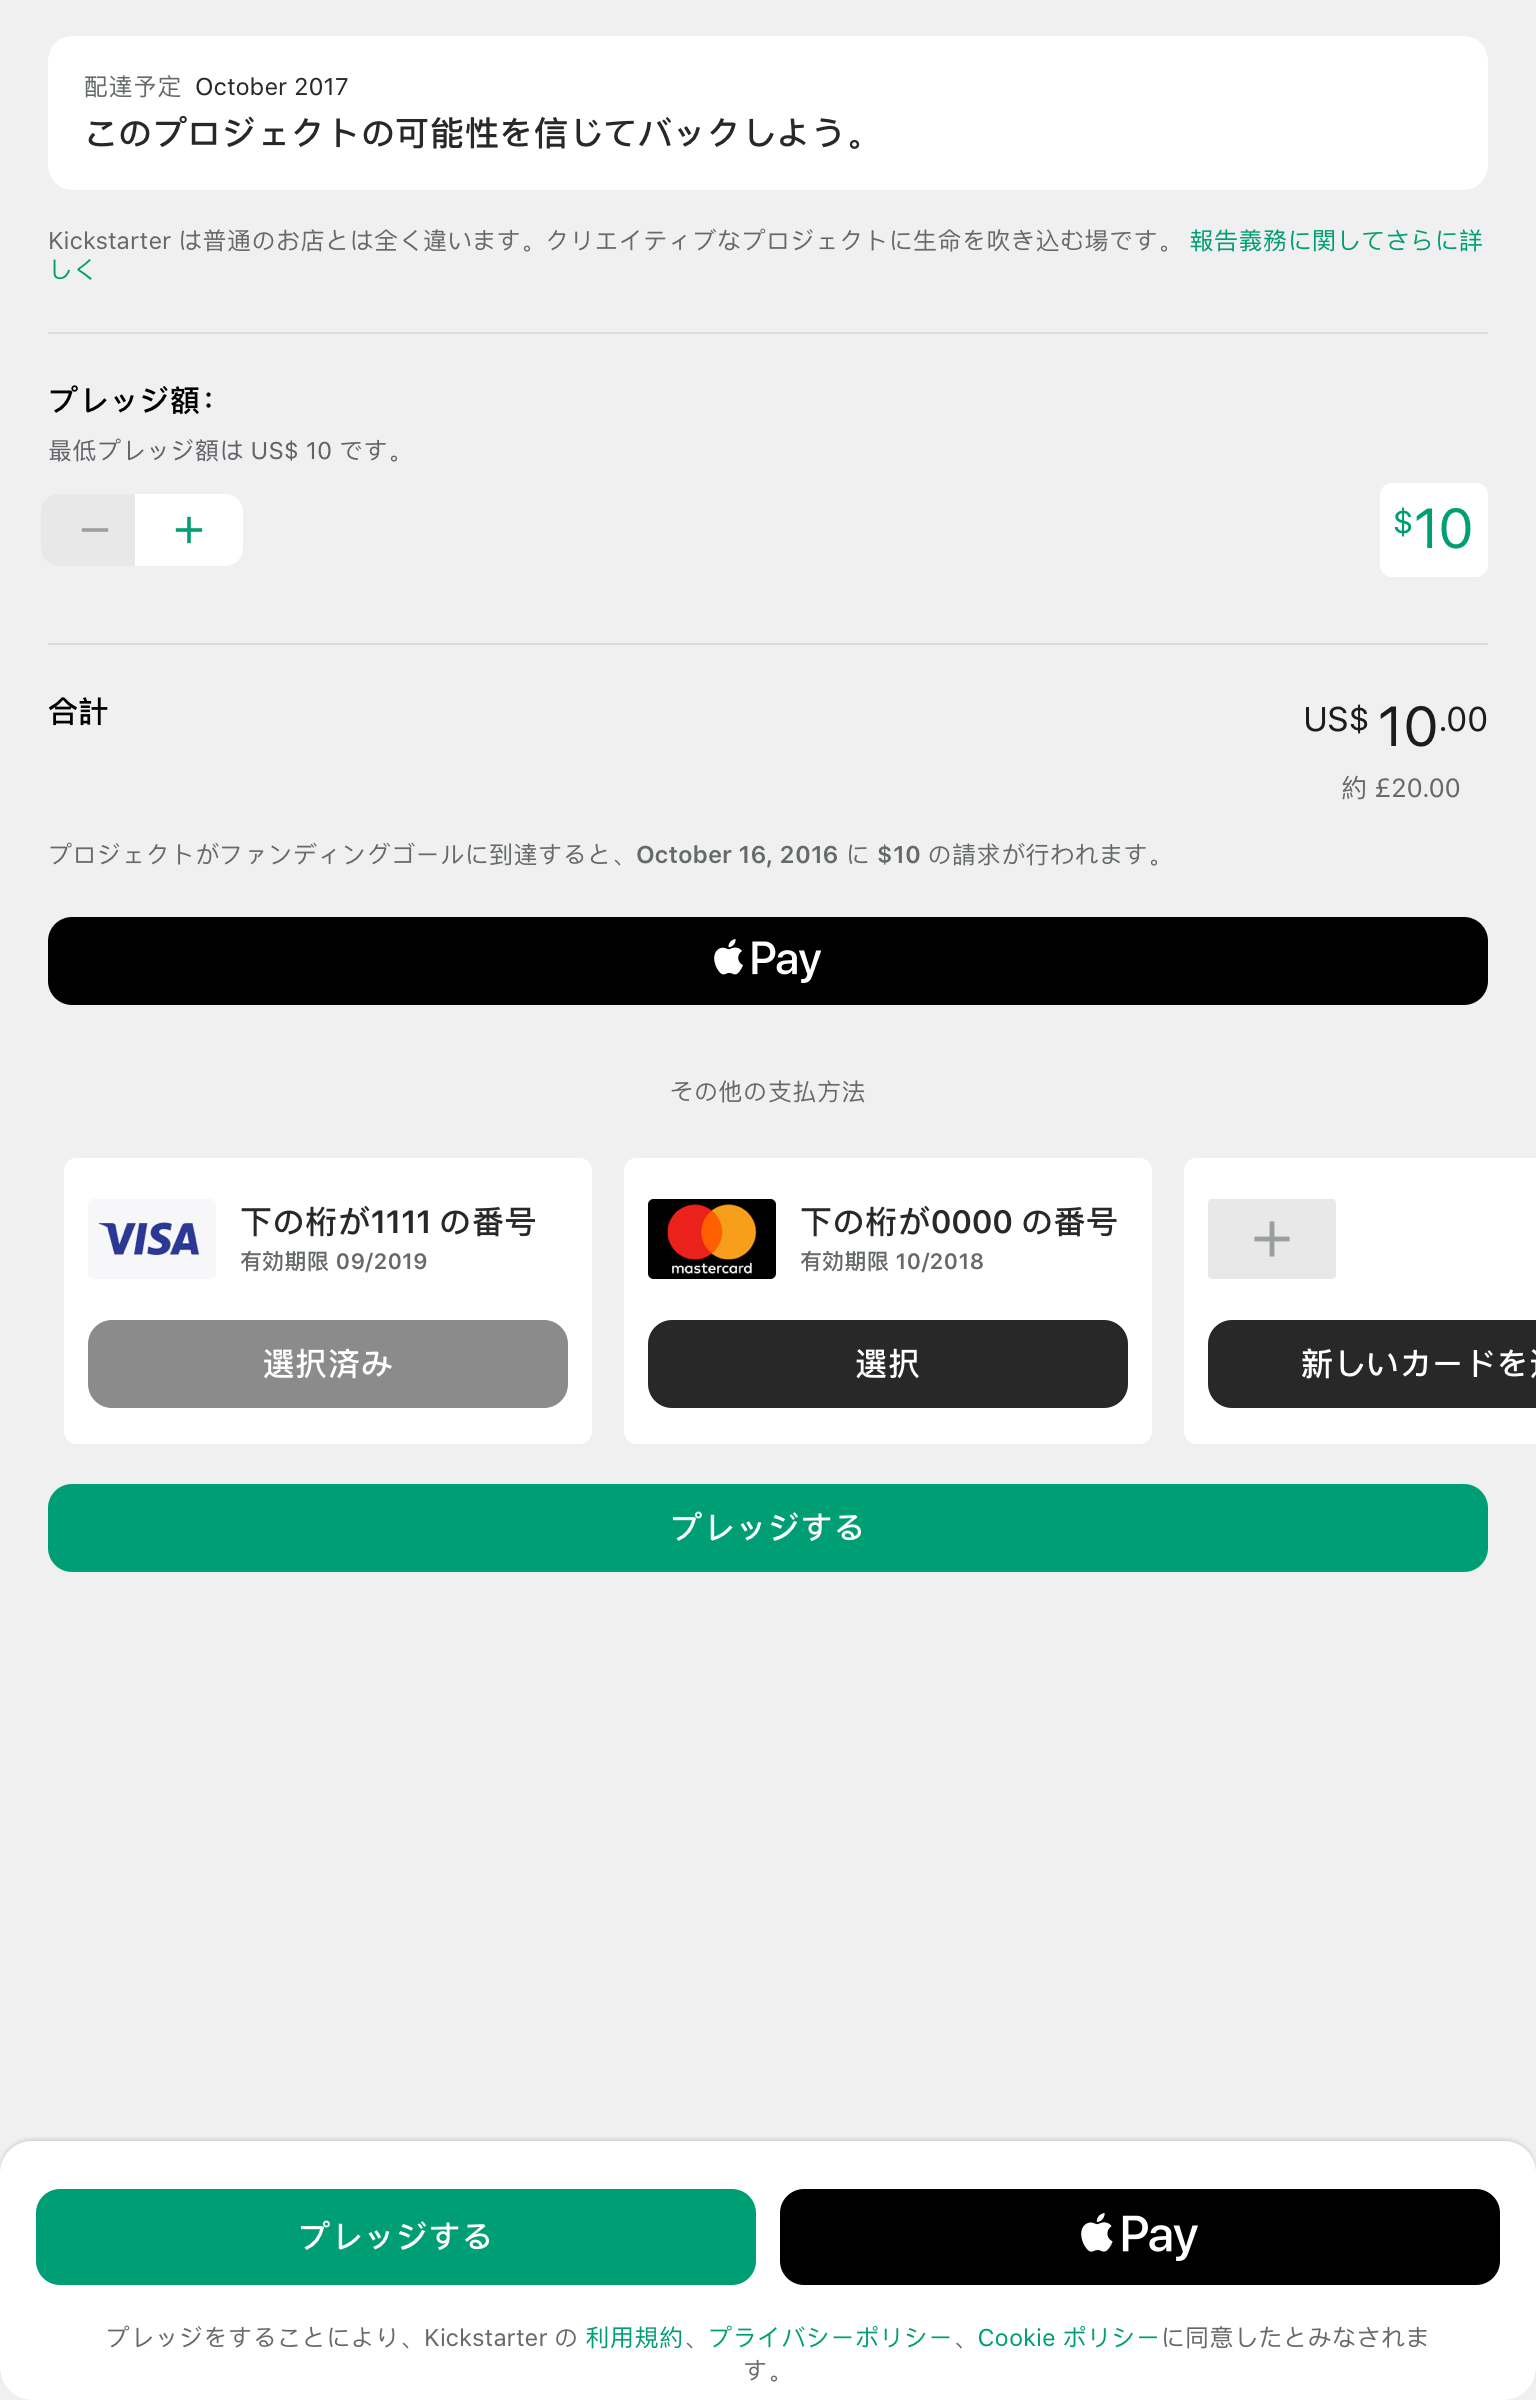 配達予定 October 2017
このプロジェクトの可能性を信じてバックしよう。
Kickstarter は普通のお店とは全く違います。クリエイティブなプロジェクトに生命を吹き込む場です。 報告義務に関してさらに詳
しく
プレッジ額：
最低プレッジ額は US$ 10 です。
$10
合計
US$ 10.00
約 £20.00
プロジェクトがファンディングゴールに到達すると、October 16, 2016 に $10 の請求が行われます。
Pay
その他の支払方法
VISA
下の桁が1111 の番号
有効期限 09/2019
選択済み
mastercard
下の桁が0000 の番号
有効期限 10/2018
選択
新しいカードを
プレッジする
プレッジする
Pay
プレッジをすることにより、Kickstarter の 利用規約、プライバシーポリシー、Cookie ポリシーに同意したとみなされま
す。